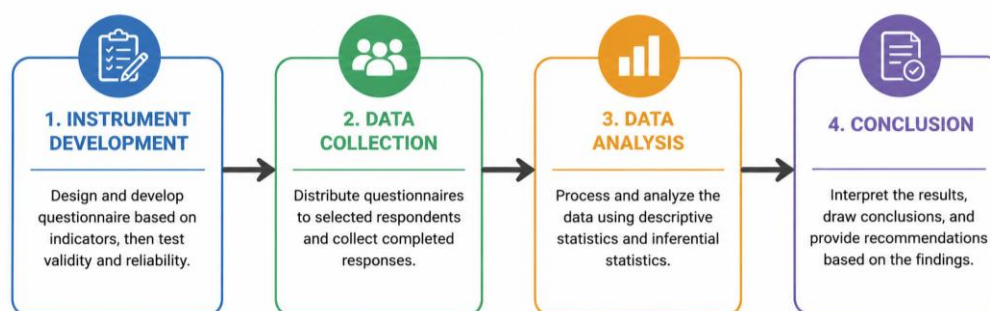 1. INSTRUMENT
DEVELOPMENT
Design and develop
questionnaire based on
indicators, then test
validity and reliability.
2. DATA
COLLECTION
Distribute questionnaires
to selected respondents
and collect completed
responses.
3. DATA
ANALYSIS
Process and analyze the
data using descriptive
statistics and inferential
statistics.
4. CONCLUSION
Interpret the results,
draw conclusions, and
provide recommendations
based on the findings.